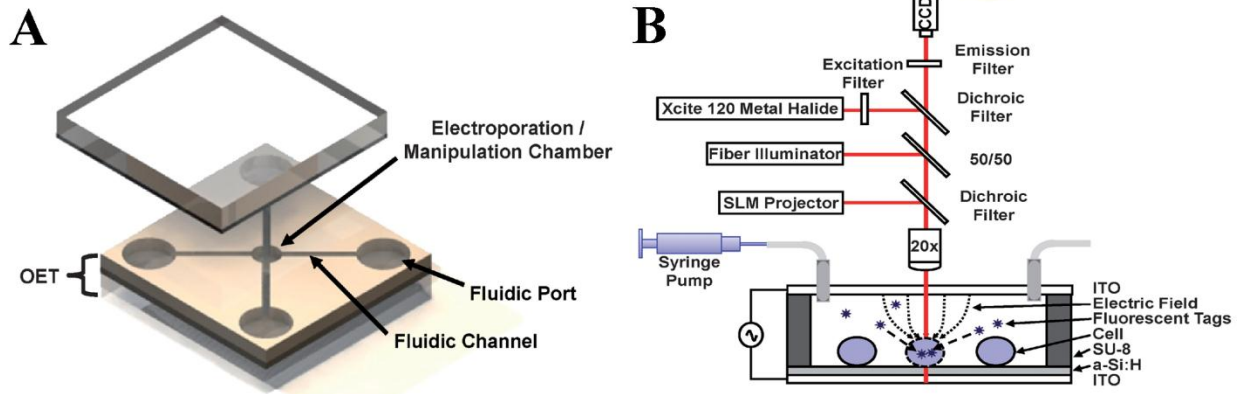 A
Electroporation /
Manipulation Chamber
OET
Fluidic Port
Fluidic Channel
B
CCD
Emission
Filter
Excitation
Filter
Xcite 120 Metal Halide
Dichroic
Filter
Fiber Illuminator
50/50
SLM Projector
Dichroic
Filter
20x
Syringe
Pump
ITO
Electric Field
Fluorescent Tags
Cell
SU-8
a-Si:H
ITO